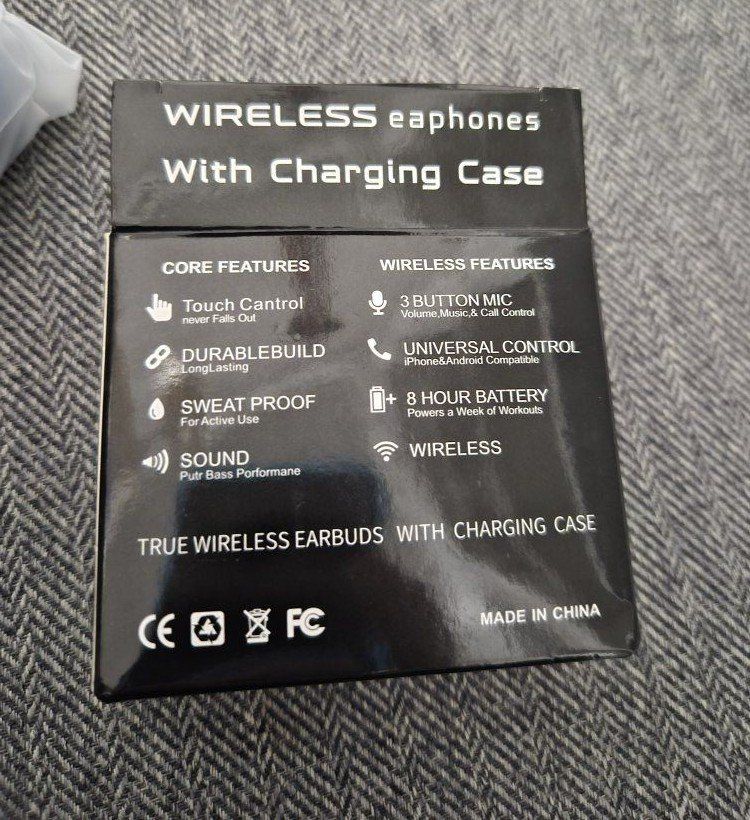 WIRELESS eaphones
With Charging Case
CORE FEATURES
Touch Cantrol
never Falls Out
DURABLEBUILD
LongLasting
SWEAT PROOF
For Active Use
SOUND
Putr Bass Porformane
WIRELESS FEATURES
3 BUTTON MIC
Volume,Music,& Call Control
UNIVERSAL CONTROL
iPhone&Android Compatible
8 HOUR BATTERY
Powers a Week of Workouts
WIRELESS
TRUE WIRELESS EARBUDS WITH CHARGING CASE
CE FC
MADE IN CHINA